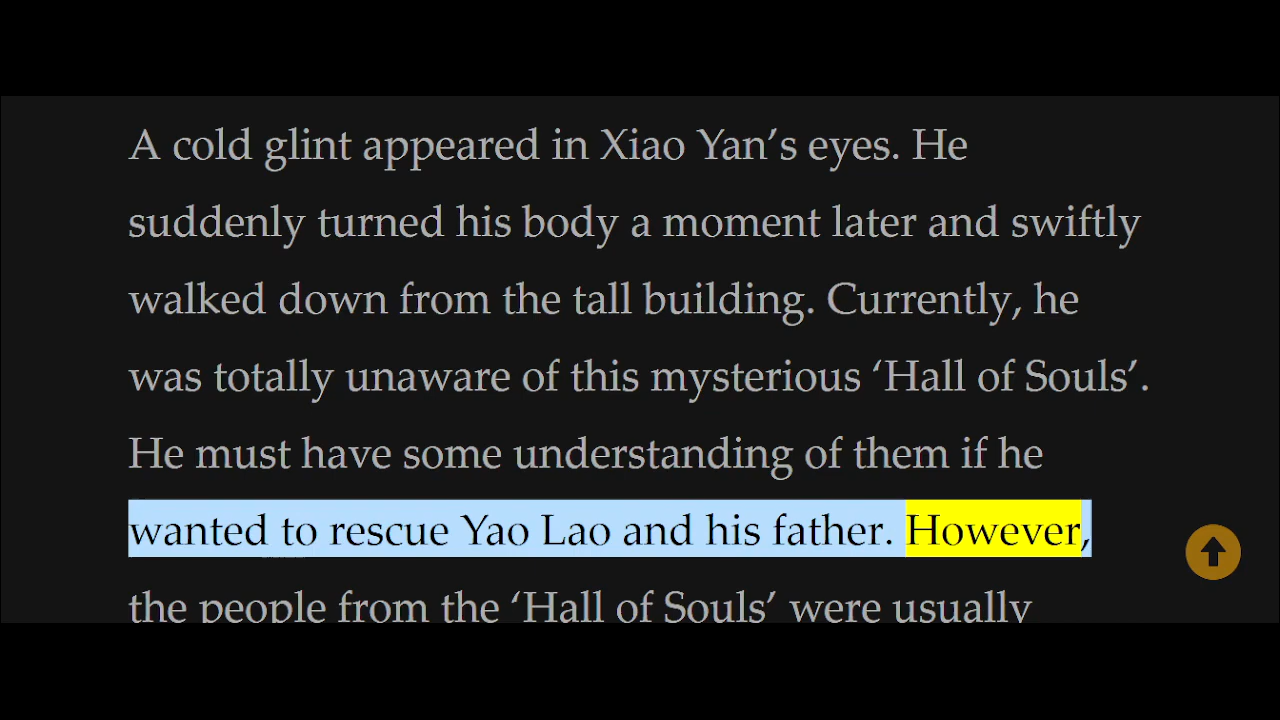 A cold glint appeared in Xiao Yan’s eyes. He
suddenly turned his body a moment later and swiftly
walked down from the tall building. Currently, he
was totally unaware of this mysterious ‘Hall of Souls’.
He must have some understanding of them if he
wanted to rescue Yao Lao and his father. However,
the people from the ‘Hall of Souls’ were usually